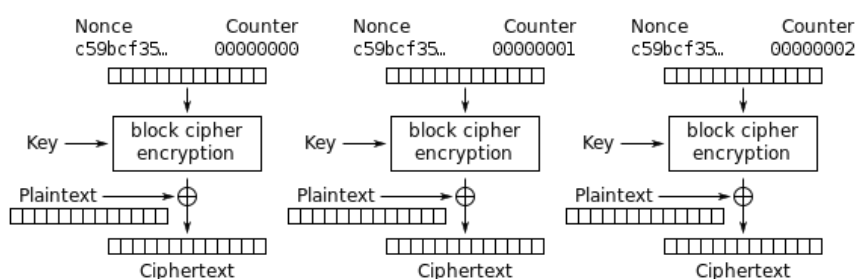 Nonce Counter Nonce Counter Nonce Counter
c59bcf35… 00000000 c59bcf35… 00000001 c59bcf35… 00000002
block cipher block cipher block cipher
Key Key Key
encryption encryption encryption
Plaintext Plaintext Plaintext
Ciphertext Ciphertext Ciphertext